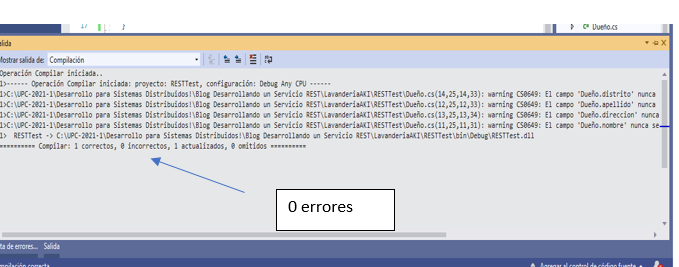 17 }
Dueño.cs
alida
Mostrar salida de: Compilación
Operación Compilar iniciada..
1>------ Operación Compilar iniciada: proyecto: RESTTest, configuración: Debug Any CPU ------
1>C:\UPC-2021-1\Desarrollo para Sistemas Distribuidos!\Blog Desarrollando un Servicio REST\LavanderiaAKI\RESTTest\Dueño.cs(14,25,14,33): warning CS0649: El campo 'Dueño.distrito' nunca
1>C:\UPC-2021-1\Desarrollo para Sistemas Distribuidos!\Blog Desarrollando un Servicio REST\LavanderiaAKI\RESTTest\Dueño.cs(12,25,12,33): warning CS0649: El campo 'Dueño.apellido' nunca
1>C:\UPC-2021-1\Desarrollo para Sistemas Distribuidos!\Blog Desarrollando un Servicio REST\LavanderiaAKI\RESTTest\Dueño.cs(13,25,13,34): warning CS0649: El campo 'Dueño.direccion' nunca
1>C:\UPC-2021-1\Desarrollo para Sistemas Distribuidos!\Blog Desarrollando un Servicio REST\LavanderiaAKI\RESTTest\Dueño.cs(11,25,11,31): warning CS0649: El campo 'Dueño.nombre' nunca se
1> RESTTest -> C:\UPC-2021-1\Desarrollo para Sistemas Distribuidos!\Blog Desarrollando un Servicio REST\LavanderiaAKI\RESTTest\bin\Debug\RESTTest.dll
========== Compilar: 1 correctos, 0 incorrectos, 1 actualizados, 0 omitidos ==========
0 errores
ta de errores... Salida
mpilación correcta Agregar al control de código fuente